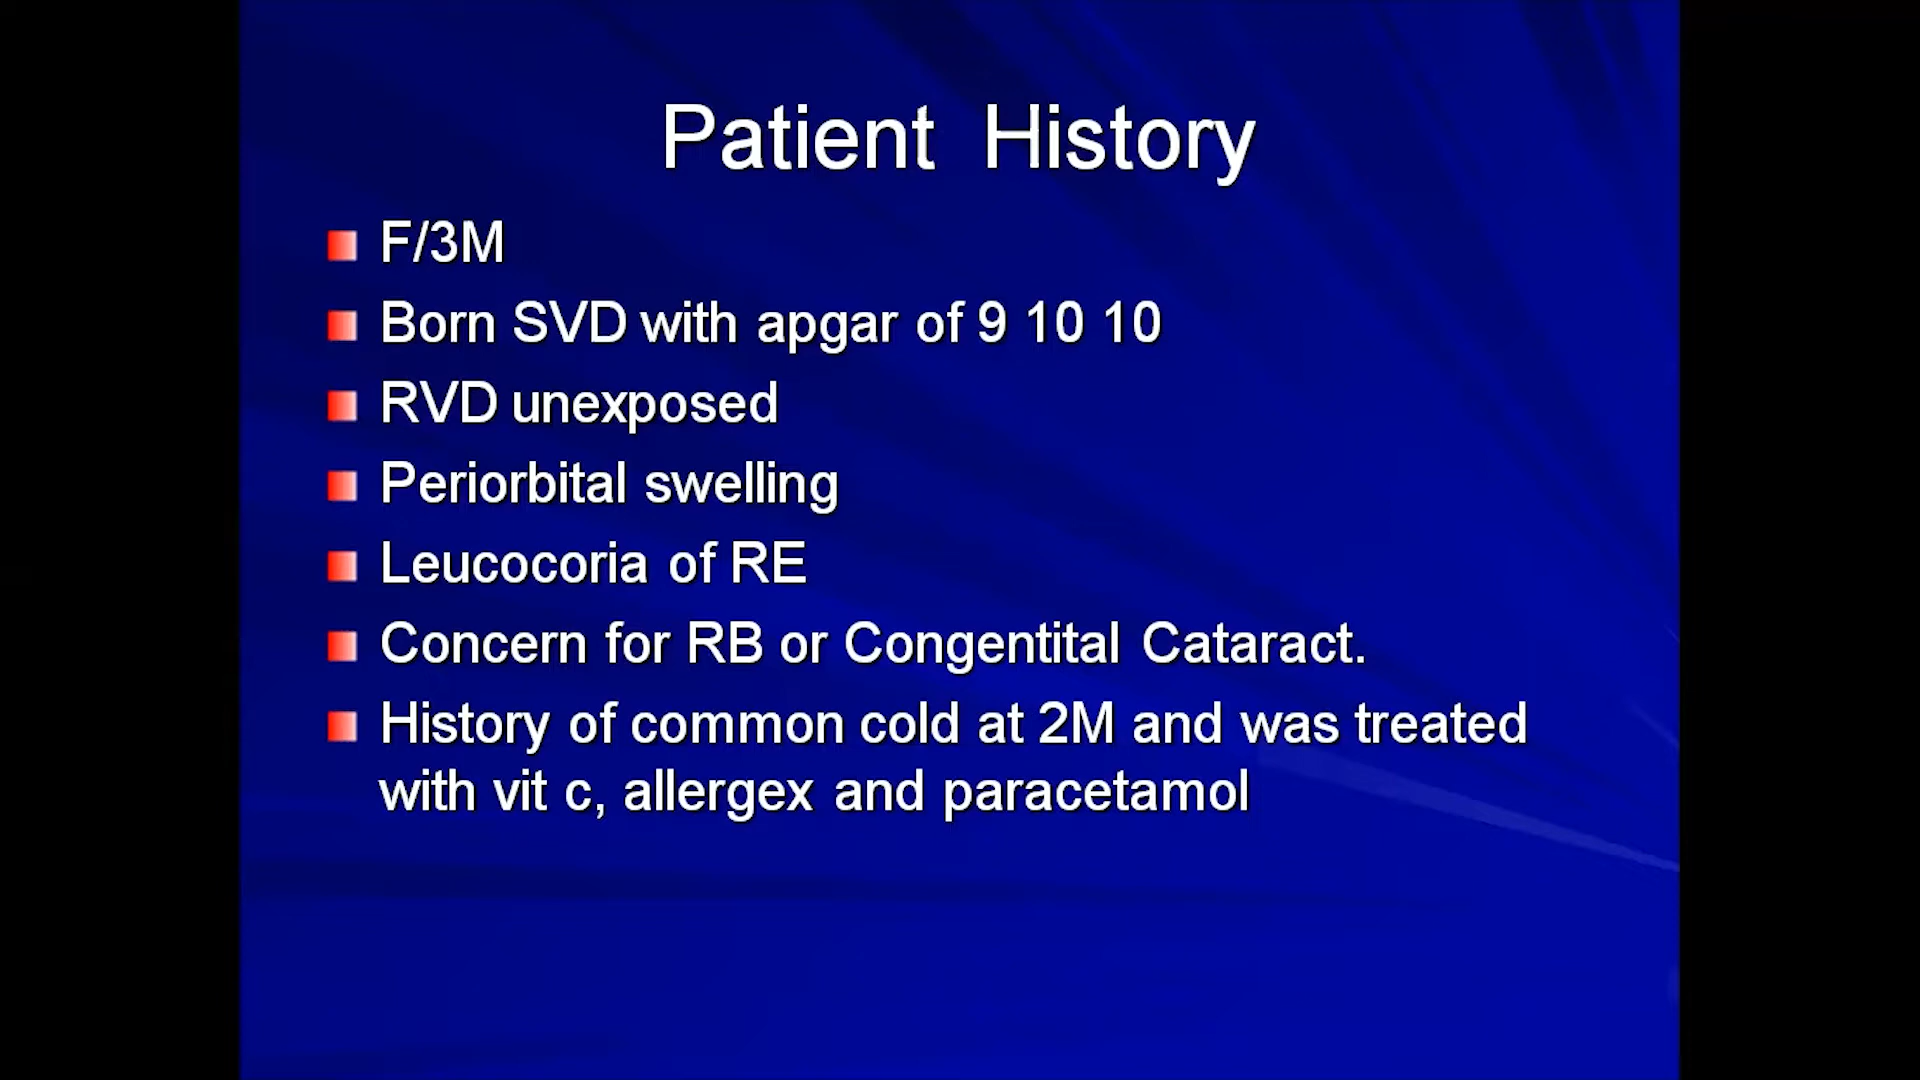 Patient History
F/3M
Born SVD with apgar of 9 10 10
RVD unexposed
Periorbital swelling
Leucocoria of RE
Concern for RB or Congentital Cataract.
History of common cold at 2M and was treated
with vit c, allergex and paracetamol